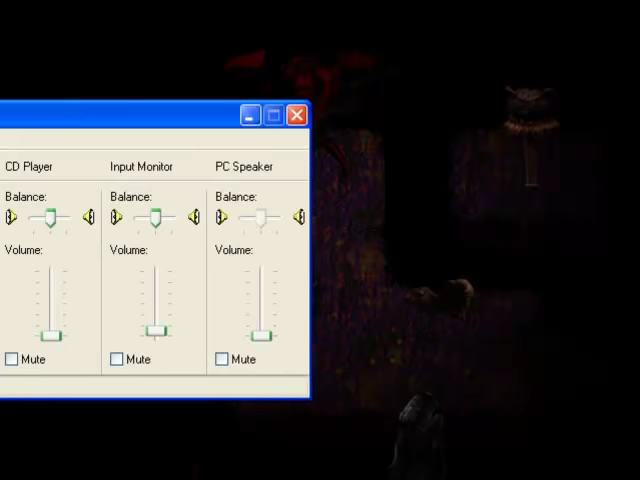 CD Player Input Monitor PC Speaker
Balance: Balance: Balance:
Volume: Volume: Volume:
Mute Mute Mute